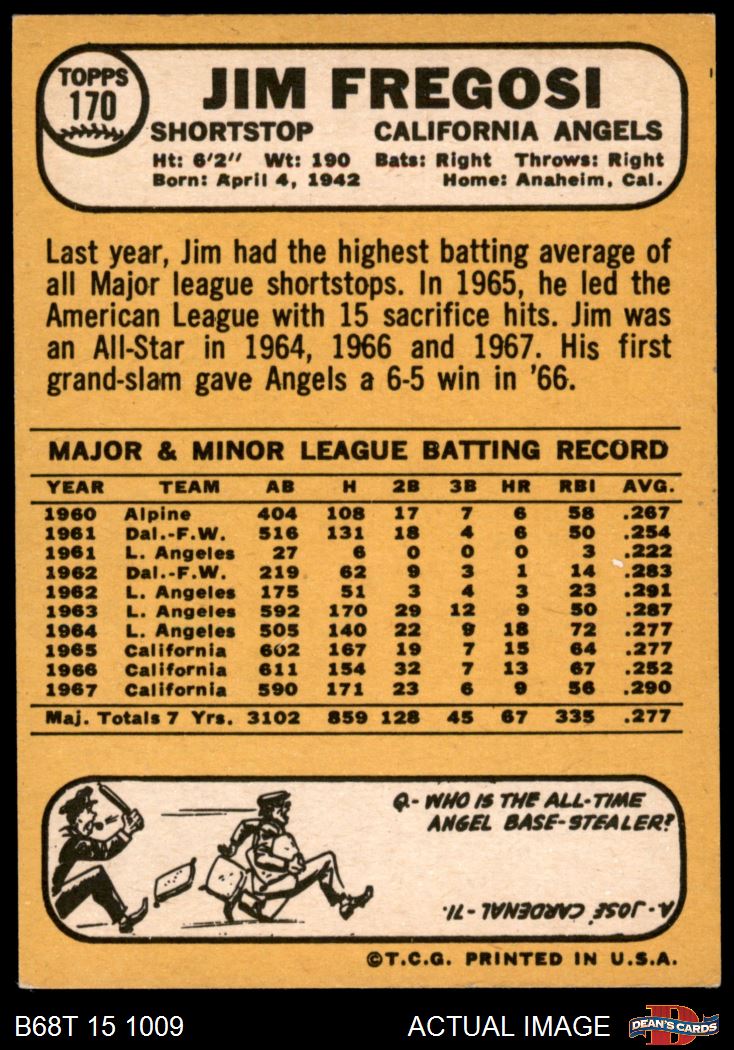 TOPPS
170
JIM FREGOSI
SHORTSTOP CALIFORNIA ANGELS
Ht: 6'2" Wt: 190 Bats: Right Throws: Right
Born: April 4, 1942 Home: Anaheim, Cal.
Last year, Jim had the highest batting average of
all Major league shortstops. In 1965, he led the
American League with 15 sacrifice hits. Jim was
an All-Star in 1964, 1966 and 1967. His first
grand-slam gave Angels a 6-5 win in '66.
MAJOR & MINOR LEAGUE BATTING RECORD
YEAR TEAM AB H 2B 3B HR RBI AVG.
1960 Alpine 404 108 17 7 6 58 .267
1961 Dal.-F.W. 516 131 18 4 6 50 .254
1961 L. Angeles 27 6 0 0 0 3 .222
1962 Dal.-F.W. 219 62 9 3 1 14 .283
1962 L. Angeles 175 51 3 4 3 23 .291
1963 L. Angeles 592 170 29 12 9 50 .287
1964 L. Angeles 505 140 22 9 18 72 .277
1965 California 602 167 19 7 15 64 .277
1966 California 611 154 32 7 13 67 .252
1967 California 590 171 23 6 9 56 .290
Maj. Totals 7 Yrs. 3102 859 128 45 67 335 .277
Q- WHO IS THE ALL-TIME
ANGEL BASE-STEALER?
A- JOSE CARDENAL - 71.
©T.C.G. PRINTED IN U.S.A.
B68T 15 1009 ACTUAL IMAGE
D
DEAN'S CARDS